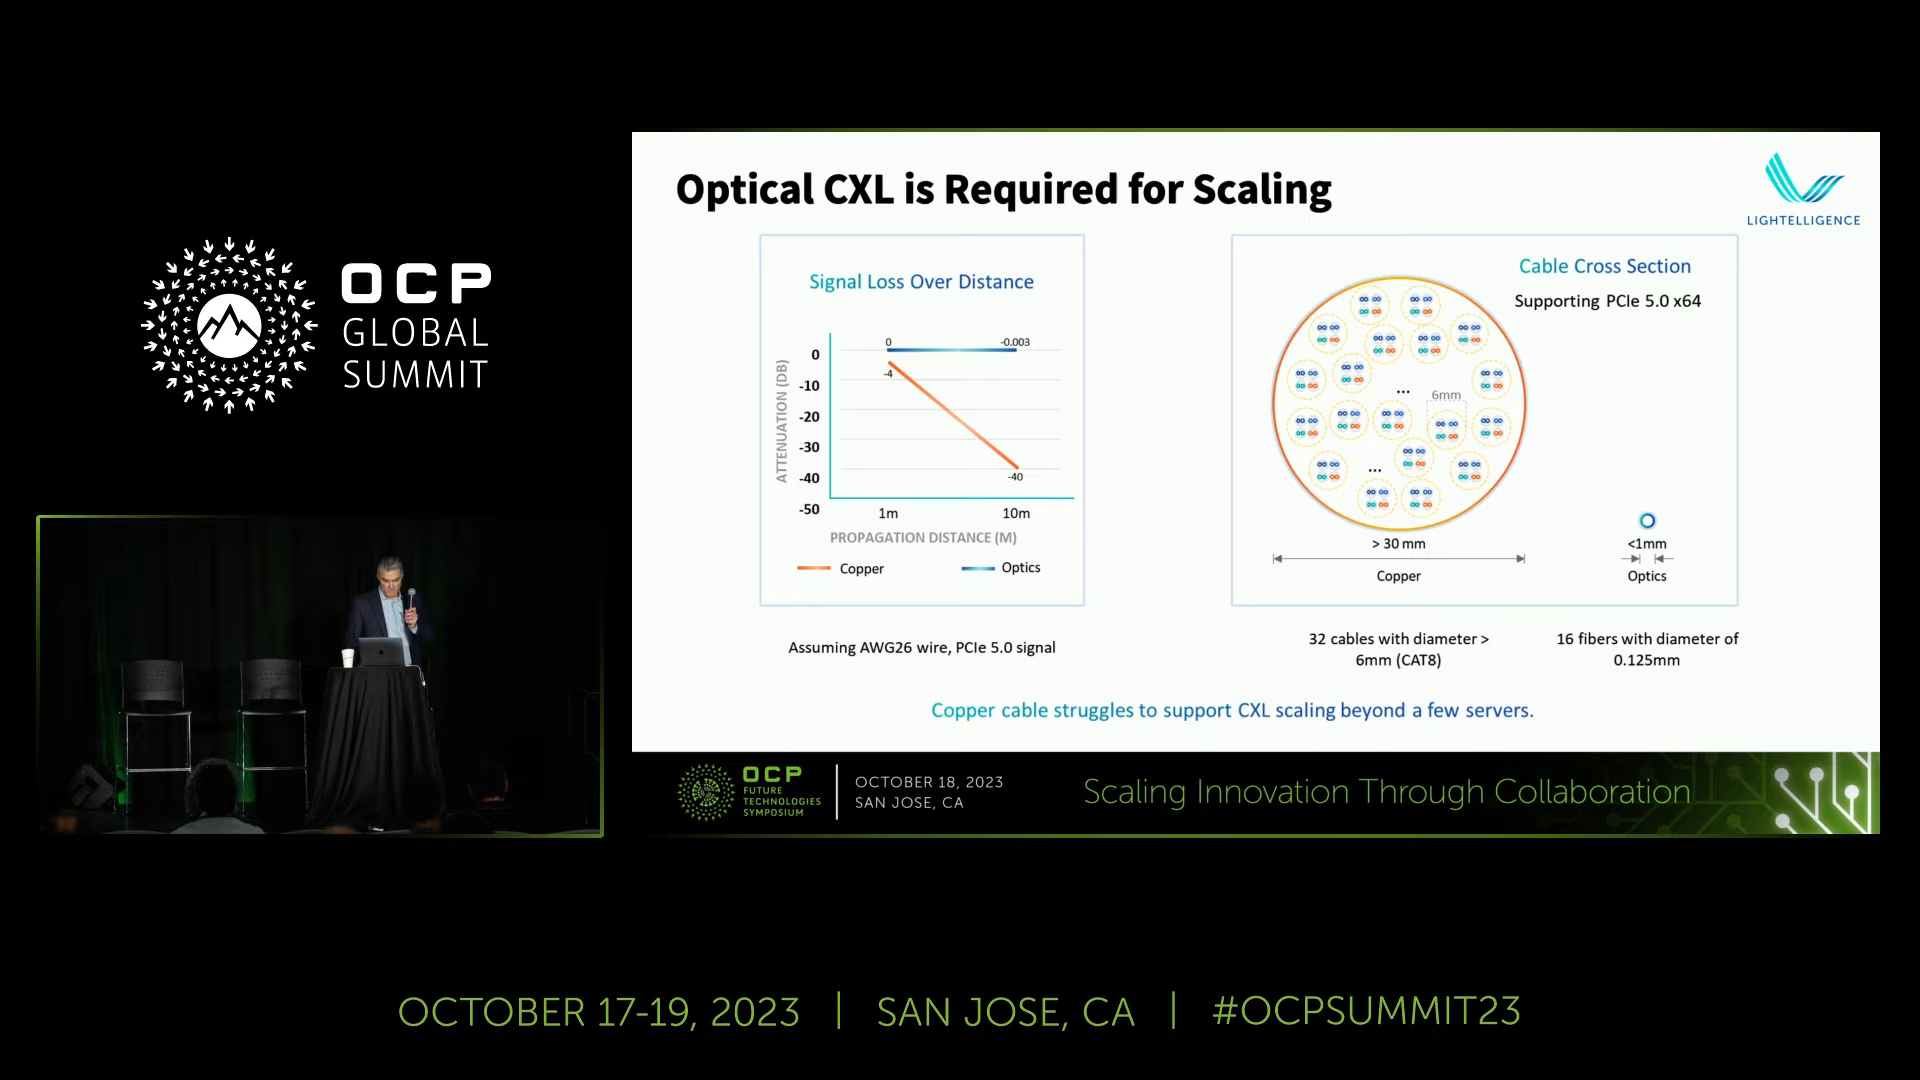 OCP
GLOBAL
SUMMIT
Optical CXL is Required for Scaling
LIGHTELLIGENCE
Signal Loss Over Distance
ATTENUATION (DB)
0
-10
-20
-30
-40
-50
0
-0.003
-4
-40
1m
10m
PROPAGATION DISTANCE (M)
Copper
Optics
Assuming AWG26 wire, PCIe 5.0 signal
Cable Cross Section
Supporting PCIe 5.0 x64
...
6mm
...
> 30 mm
Copper
<1mm
Optics
32 cables with diameter >
6mm (CAT8)
16 fibers with diameter of
0.125mm
Copper cable struggles to support CXL scaling beyond a few servers.
OCP
FUTURE
TECHNOLOGIES
SYMPOSIUM
OCTOBER 18, 2023
SAN JOSE, CA
Scaling Innovation Through Collaboration
OCTOBER 17-19, 2023 | SAN JOSE, CA | #OCPSUMMIT23